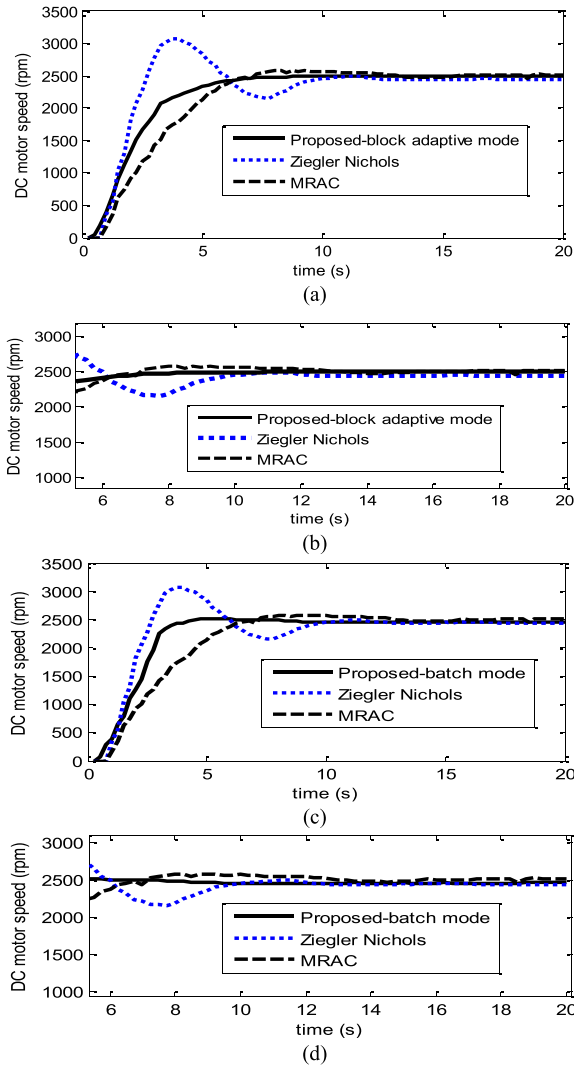 3500
3000
2500
2000
1500
1000
500
0
DC motor speed (rpm)
Proposed-block adaptive mode
Ziegler Nichols
MRAC
0 5 10 15 20
time (s)
(a)
3000
2500
2000
1500
1000
DC motor speed (rpm)
Proposed-block adaptive mode
Ziegler Nichols
MRAC
6 8 10 12 14 16 18 20
time (s)
(b)
3500
3000
2500
2000
1500
1000
500
0
DC motor speed (rpm)
Proposed-batch mode
Ziegler Nichols
MRAC
0 5 10 15 20
time (s)
(c)
3000
2500
2000
1500
1000
DC motor speed (rpm)
Proposed-batch mode
Ziegler Nichols
MRAC
6 8 10 12 14 16 18 20
time (s)
(d)